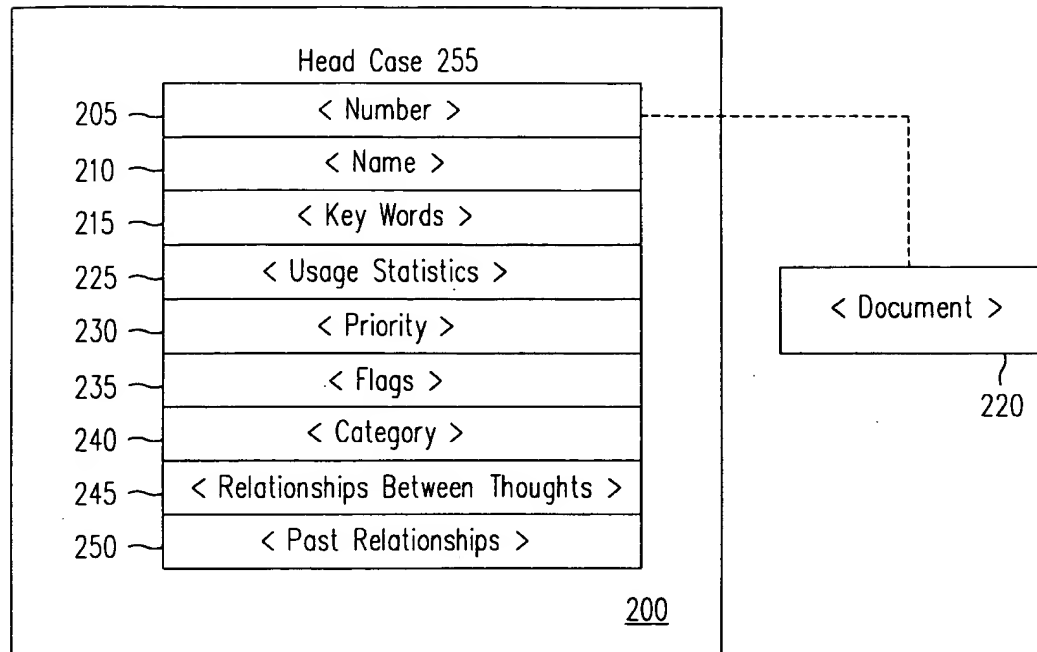 Head Case 255
205 < Number >
210 < Name >
215 < Key Words >
225 < Usage Statistics >
230 < Priority >
< Document >
235 < Flags >
220
240 < Category >
245 < Relationships Between Thoughts >
250 < Past Relationships >
200